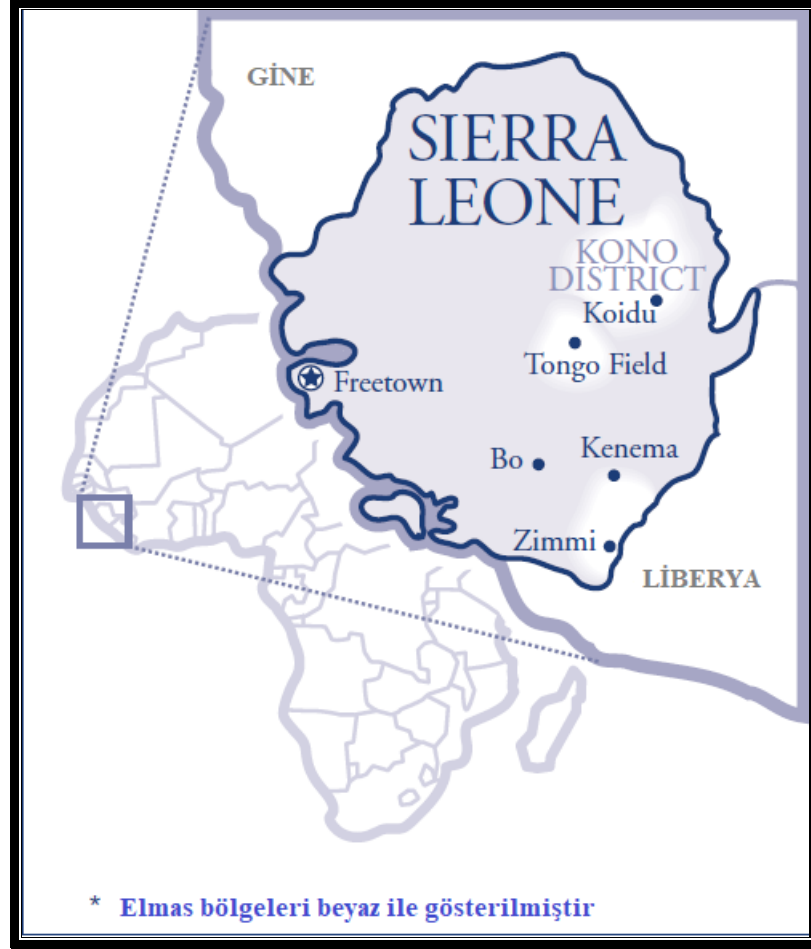 GİNE
SIERRA
LEONE
KONO
DISTRICT
Koidu
Tongo Field
Freetown
Bo
Kenema
Zimmi
LİBERYA
* Elmas bölgeleri beyaz ile gösterilmiştir